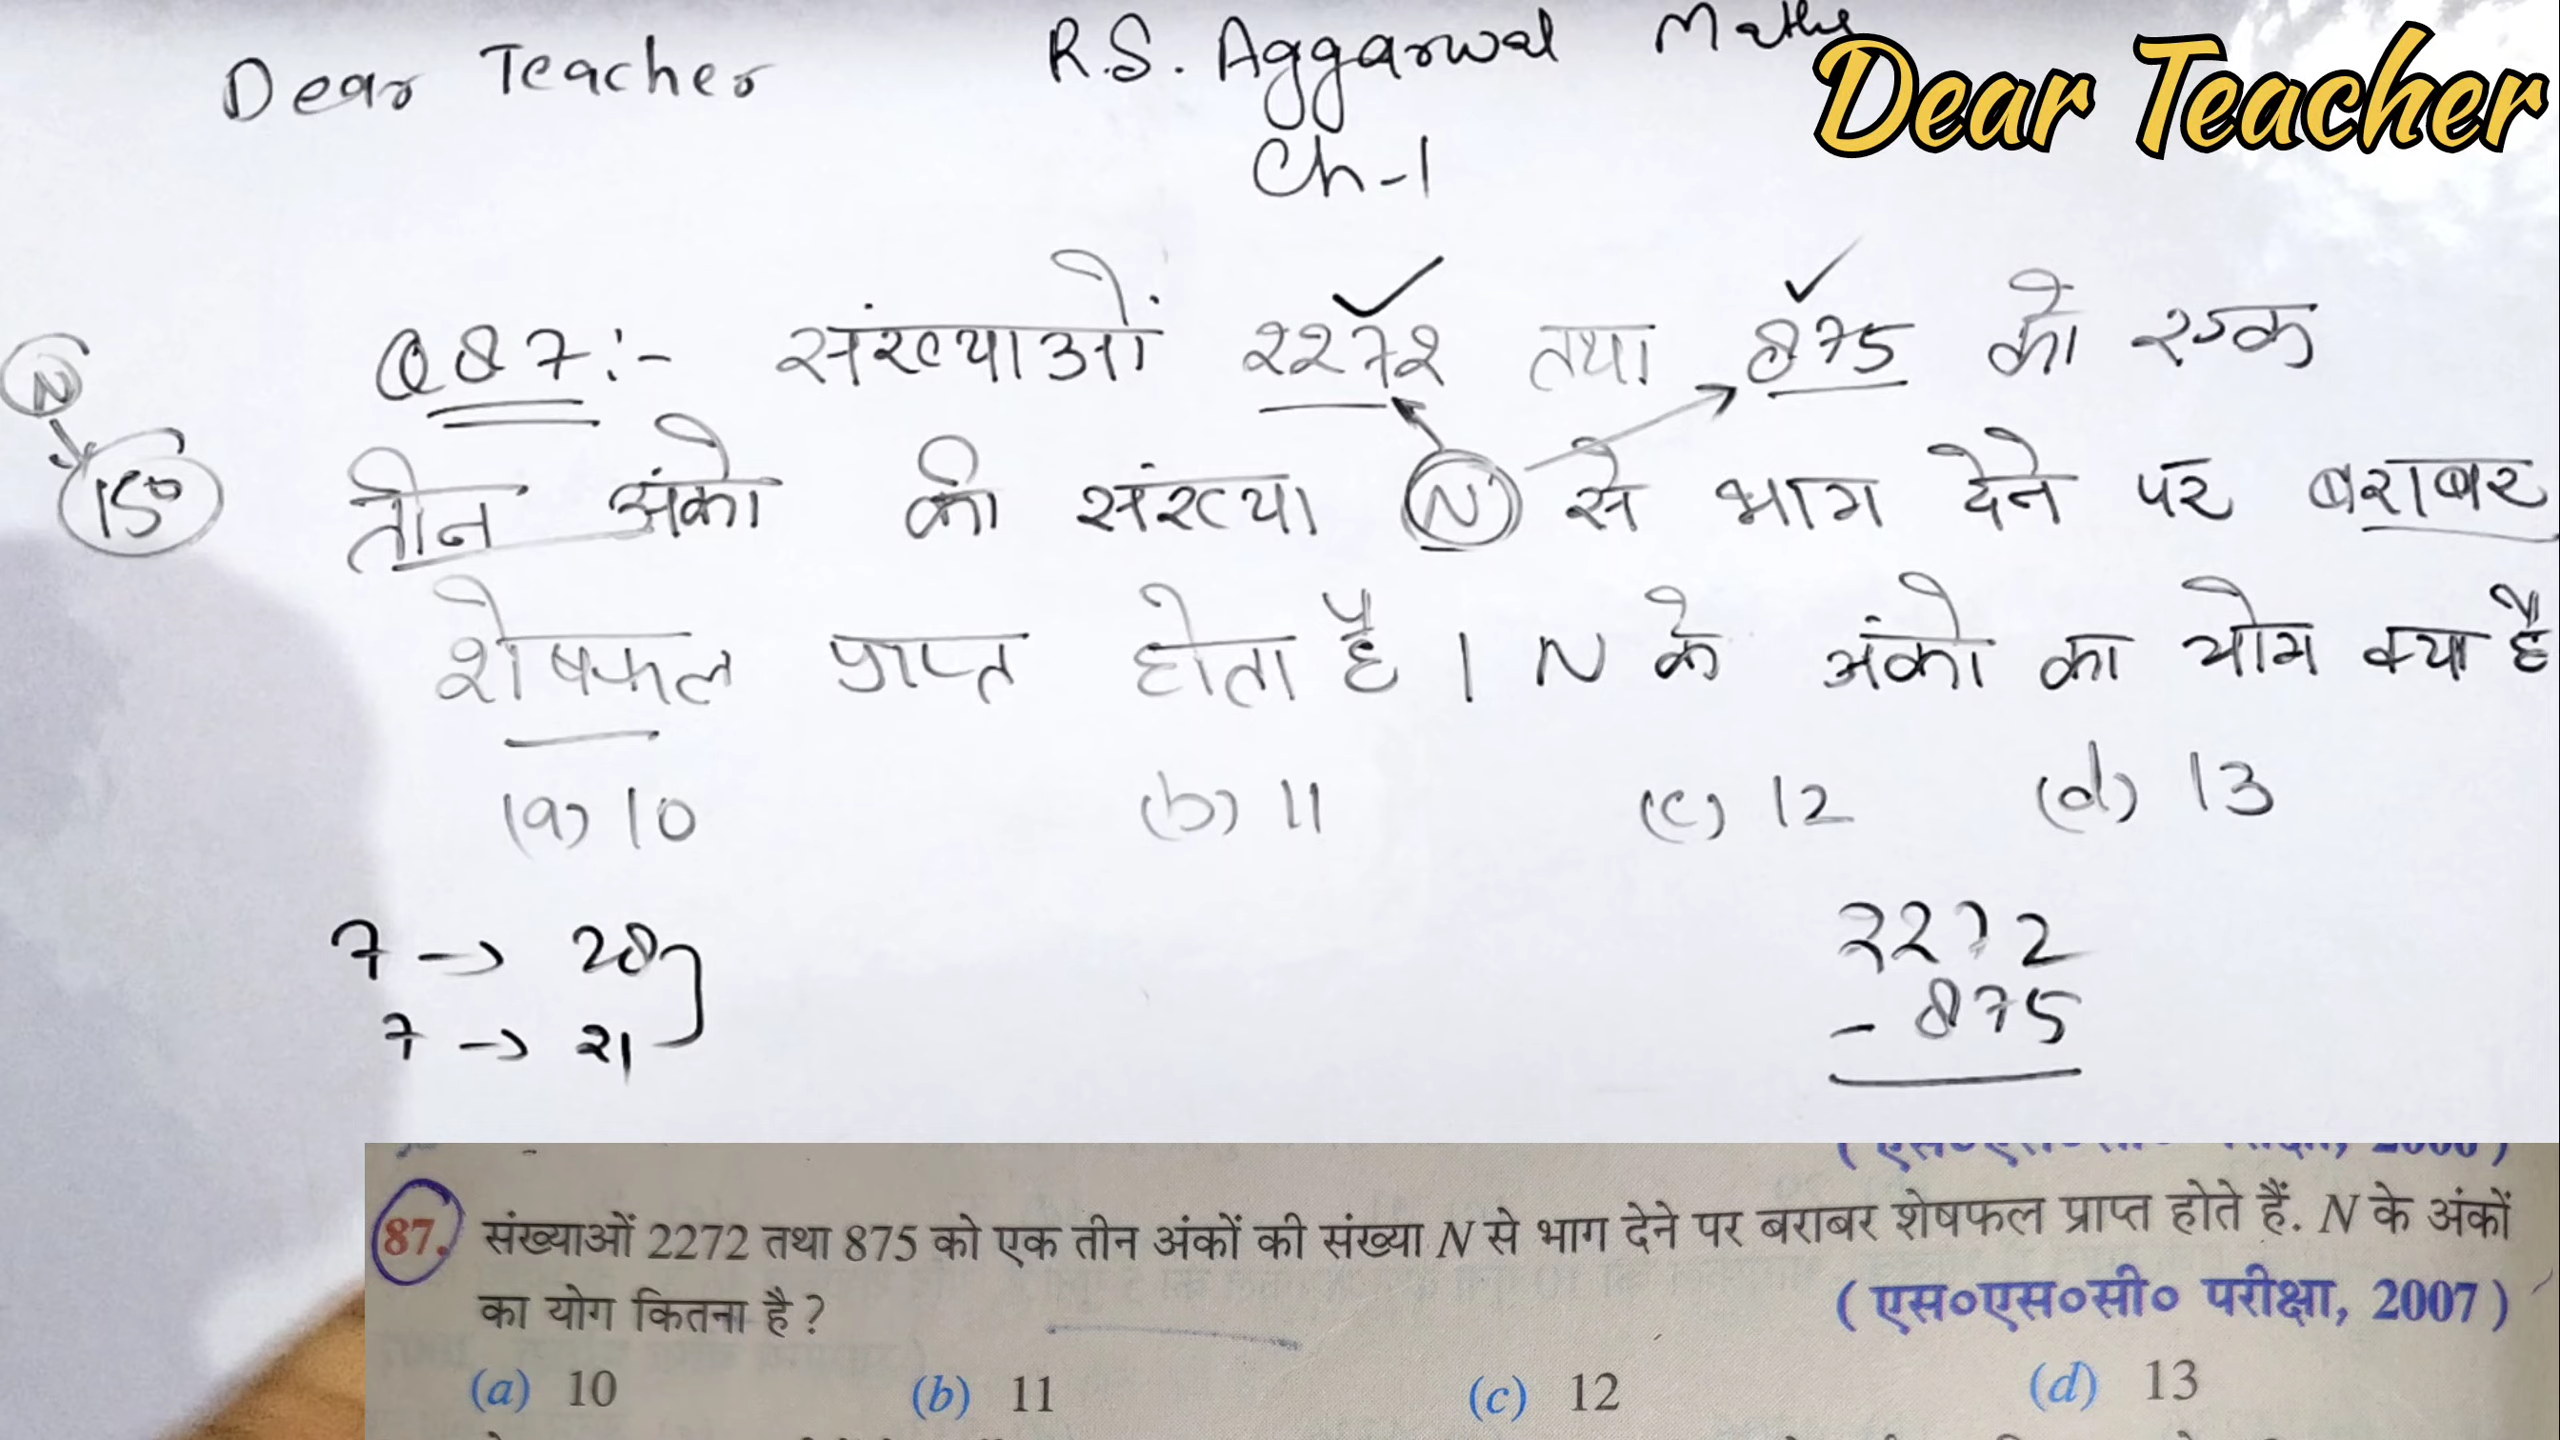 Dear Teacher R.S. Aggarwal Maths
Dear Teacher
Ch-1
Q87:- संख्याओं 2272 तथा 875 को एक
N
150
तीन अंको की संख्या N से भाग देने पर बराबर
शेषफल प्राप्त होता है । N के अंको का योग क्या है
(a) 10 (b) 11 (c) 12 (d) 13
7 → 28
7 → 21
2272
- 875
87. संख्याओं 2272 तथा 875 को एक तीन अंकों की संख्या N से भाग देने पर बराबर शेषफल प्राप्त होते हैं. N के अंकों
का योग कितना है ? (एस०एस०सी० परीक्षा, 2007)
(a) 10 (b) 11 (c) 12 (d) 13